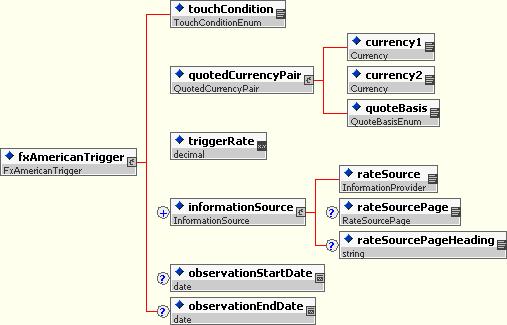 touchCondition
TouchConditionEnum
currency1
Currency
quotedCurrencyPair
QuotedCurrencyPair
currency2
Currency
quoteBasis
QuoteBasisEnum
triggerRate
decimal
fxAmericanTrigger
FxAmericanTrigger
rateSource
InformationProvider
informationSource
InformationSource
rateSourcePage
RateSourcePage
rateSourcePageHeading
string
observationStartDate
date
observationEndDate
date